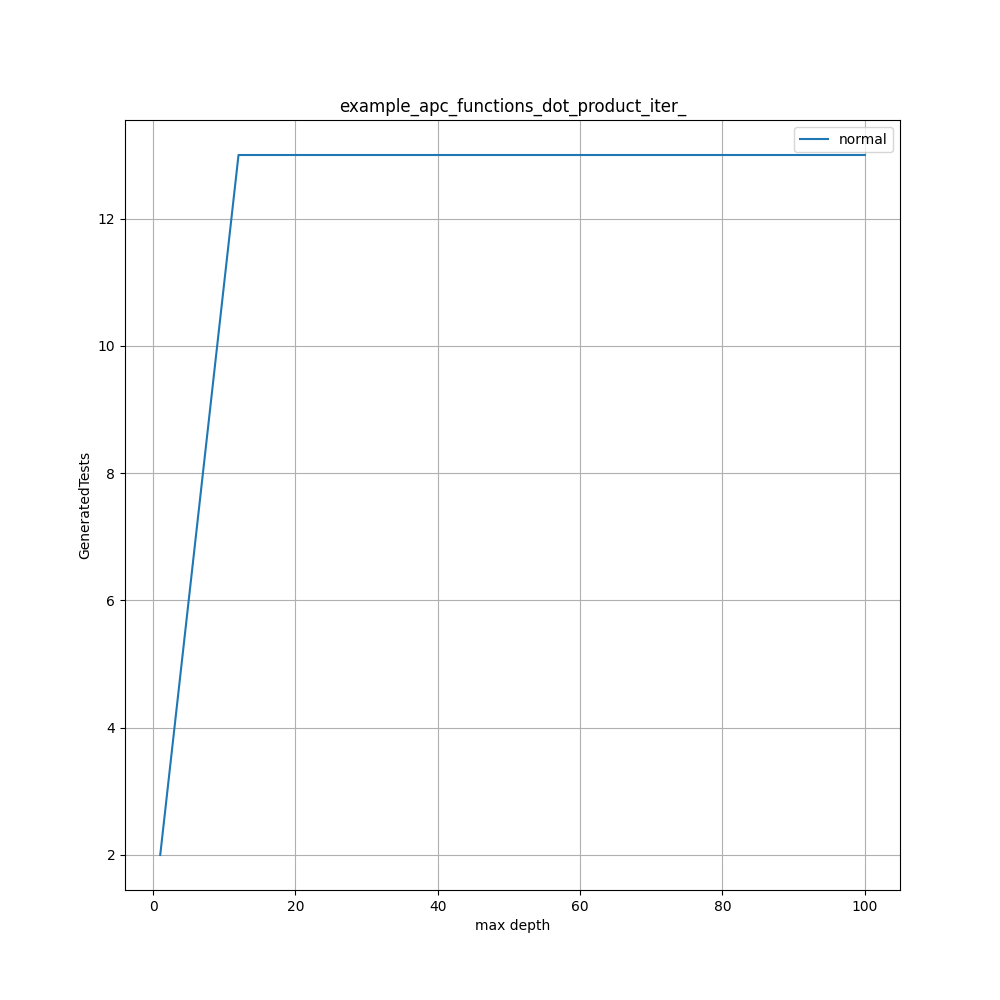 example_apc_functions_dot_product_iter_
normal
12
10
8
6
4
2
GeneratedTests
0 20 40 60 80 100
max depth